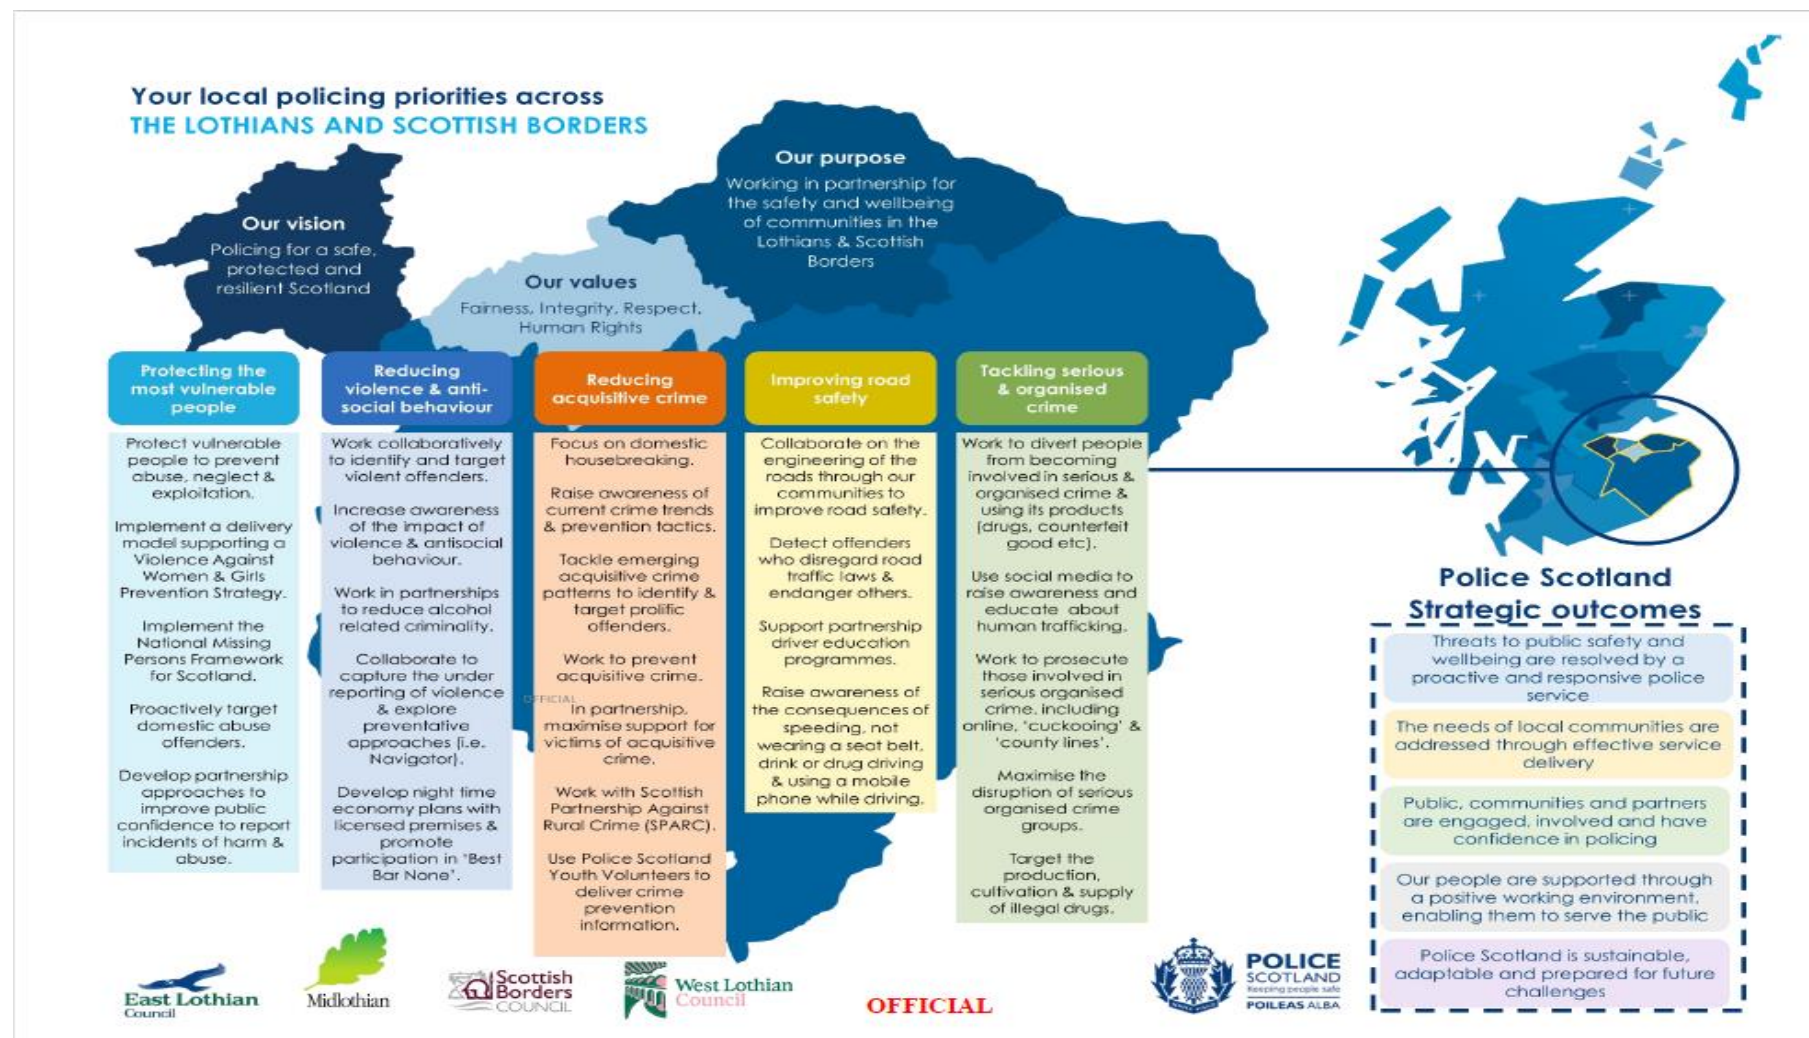 Your local policing priorities across
THE LOTHIANS AND SCOTTISH BORDERS
Our vision
Policing for a safe,
protected and
resilient Scotland
Our values
Fairness, Integrity, Respect,
Human Rights
Our purpose
Working in partnership for
the safety and wellbeing
of communities in the
Lothians & Scottish
Borders
Protecting the
most vulnerable
people
Protect vulnerable
people to prevent
abuse, neglect &
exploitation.
Implement a delivery
model supporting a
Violence Against
Women & Girls
Prevention Strategy.
Implement the
National Missing
Persons Framework
for Scotland.
Proactively target
domestic abuse
offenders.
Develop partnership
approaches to
improve public
confidence to report
incidents of harm &
abuse.
Reducing
violence & anti-
social behaviour
Work collaboratively
to identify and target
violent offenders.
Increase awareness
of the impact of
violence & antisocial
behaviour.
Work in partnerships
to reduce alcohol
related criminality.
Collaborate to
capture the under
reporting of violence
& explore
preventative
approaches (i.e.
Navigator).
Develop night time
economy plans with
licensed premises &
promote
participation in 'Best
Bar None'.
Reducing
acquisitive crime
Focus on domestic
housebreaking.
Raise awareness of
current crime trends
& prevention tactics.
Tackle emerging
acquisitive crime
patterns to identify &
target prolific
offenders.
Work to prevent
acquisitive crime.
OFFICIAL
In partnership,
maximise support for
victims of acquisitive
crime.
Work with Scottish
Partnership Against
Rural Crime (SPARC).
Use Police Scotland
Youth Volunteers to
deliver crime
prevention
information.
Improving road
safety
Collaborate on the
engineering of the
roads through our
communities to
improve road safety.
Detect offenders
who disregard road
traffic laws &
endanger others.
Support partnership
driver education
programmes.
Raise awareness of
the consequences of
speeding, not
wearing a seat belt,
drink or drug driving
& using a mobile
phone while driving.
Tackling serious
& organised
crime
Work to divert people
from becoming
involved in serious &
organised crime &
using its products
(drugs, counterfeit
good etc).
Use social media to
raise awareness and
educate about
human trafficking.
Work to prosecute
those involved in
serious organised
crime, including
online, 'cuckooing' &
'county lines'.
Maximise the
disruption of serious
organised crime
groups.
Target the
production,
cultivation & supply
of illegal drugs.
Police Scotland
Strategic outcomes
Threats to public safety and
wellbeing are resolved by a
proactive and responsive police
service
The needs of local communities are
addressed through effective service
delivery
Public, communities and partners
are engaged, involved and have
confidence in policing
Our people are supported through
a positive working environment,
enabling them to serve the public
Police Scotland is sustainable,
adaptable and prepared for future
challenges
East Lothian
Council
Midlothian
Scottish
Borders
COUNCIL
West Lothian
Council
OFFICIAL
POLICE
SCOTLAND
Keeping people safe
POILEAS ALBA